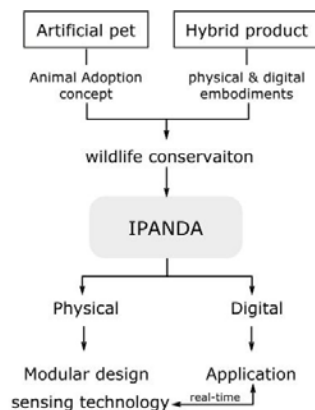 Artificial pet
Hybrid product
Animal Adoption
concept
physical & digital
embodiments
wildlife conservaiton
IPANDA
Physical
Digital
Modular design
sensing technology
Application
real-time